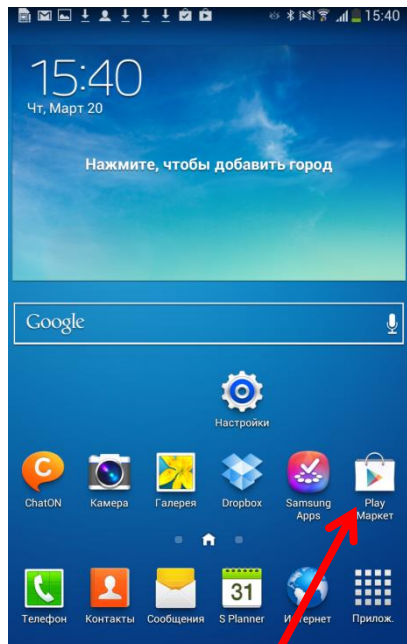 15:40
15:40
Чт, Март 20
Нажмите, чтобы добавить город
Google
Настройки
ChatON
Камера
Галерея
Dropbox
Samsung Apps
Play Маркет
31
Телефон
Контакты
Сообщения
S Planner
Интернет
Прилож.